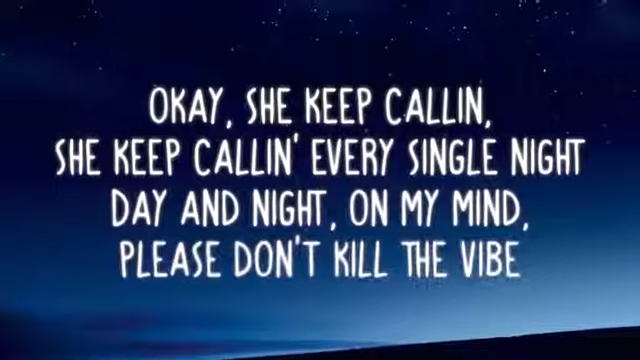 OKAY, SHE KEEP CALLIN,
SHE KEEP CALLIN' EVERY SINGLE NIGHT
DAY AND NIGHT, ON MY MIND,
PLEASE DON'T KILL THE VIBE